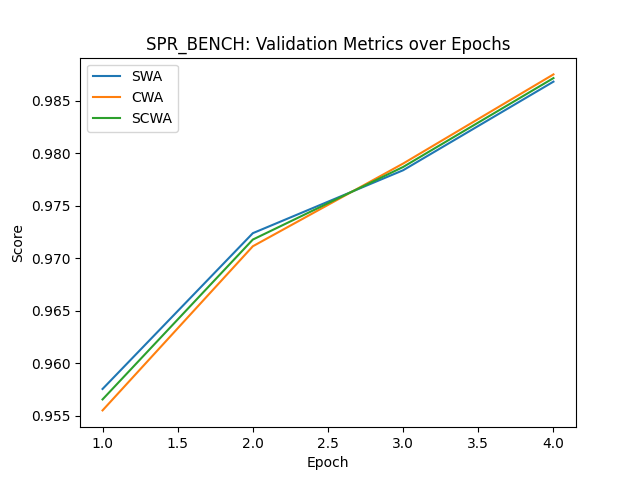 SPR_BENCH: Validation Metrics over Epochs
SWA
CWA
SCWA
0.985
0.980
0.975
0.970
0.965
0.960
0.955
Score
1.0 1.5 2.0 2.5 3.0 3.5 4.0
Epoch